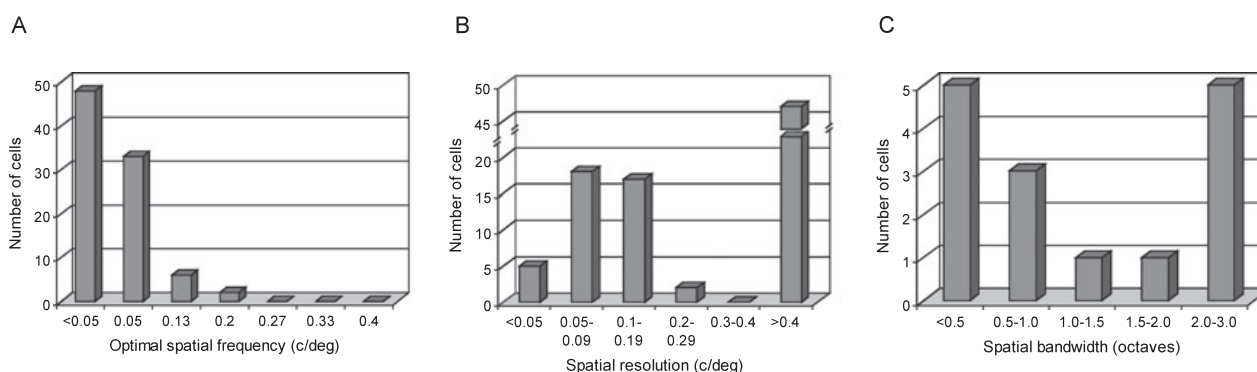 A
B
C
Number of cells
50
40
30
20
10
0
<0.05 0.05 0.13 0.2 0.27 0.33 0.4
Optimal spatial frequency (c/deg)
Number of cells
50
45
20
15
10
5
0
<0.05 0.05- 0.1- 0.2- 0.3-0.4 >0.4
0.09 0.19 0.29
Spatial resolution (c/deg)
Number of cells
5
4
3
2
1
0
<0.5 0.5-1.0 1.0-1.5 1.5-2.0 2.0-3.0
Spatial bandwidth (octaves)